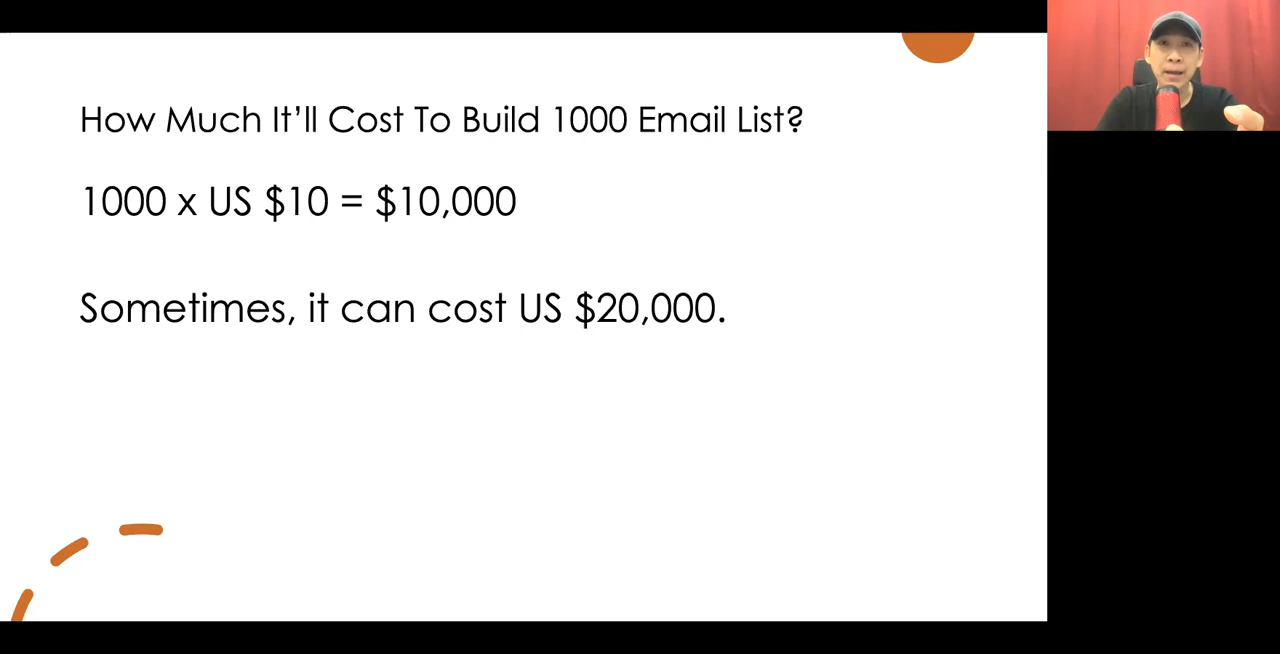 How Much It’ll Cost To Build 1000 Email List?
1000 x US $10 = $10,000
Sometimes, it can cost US $20,000.